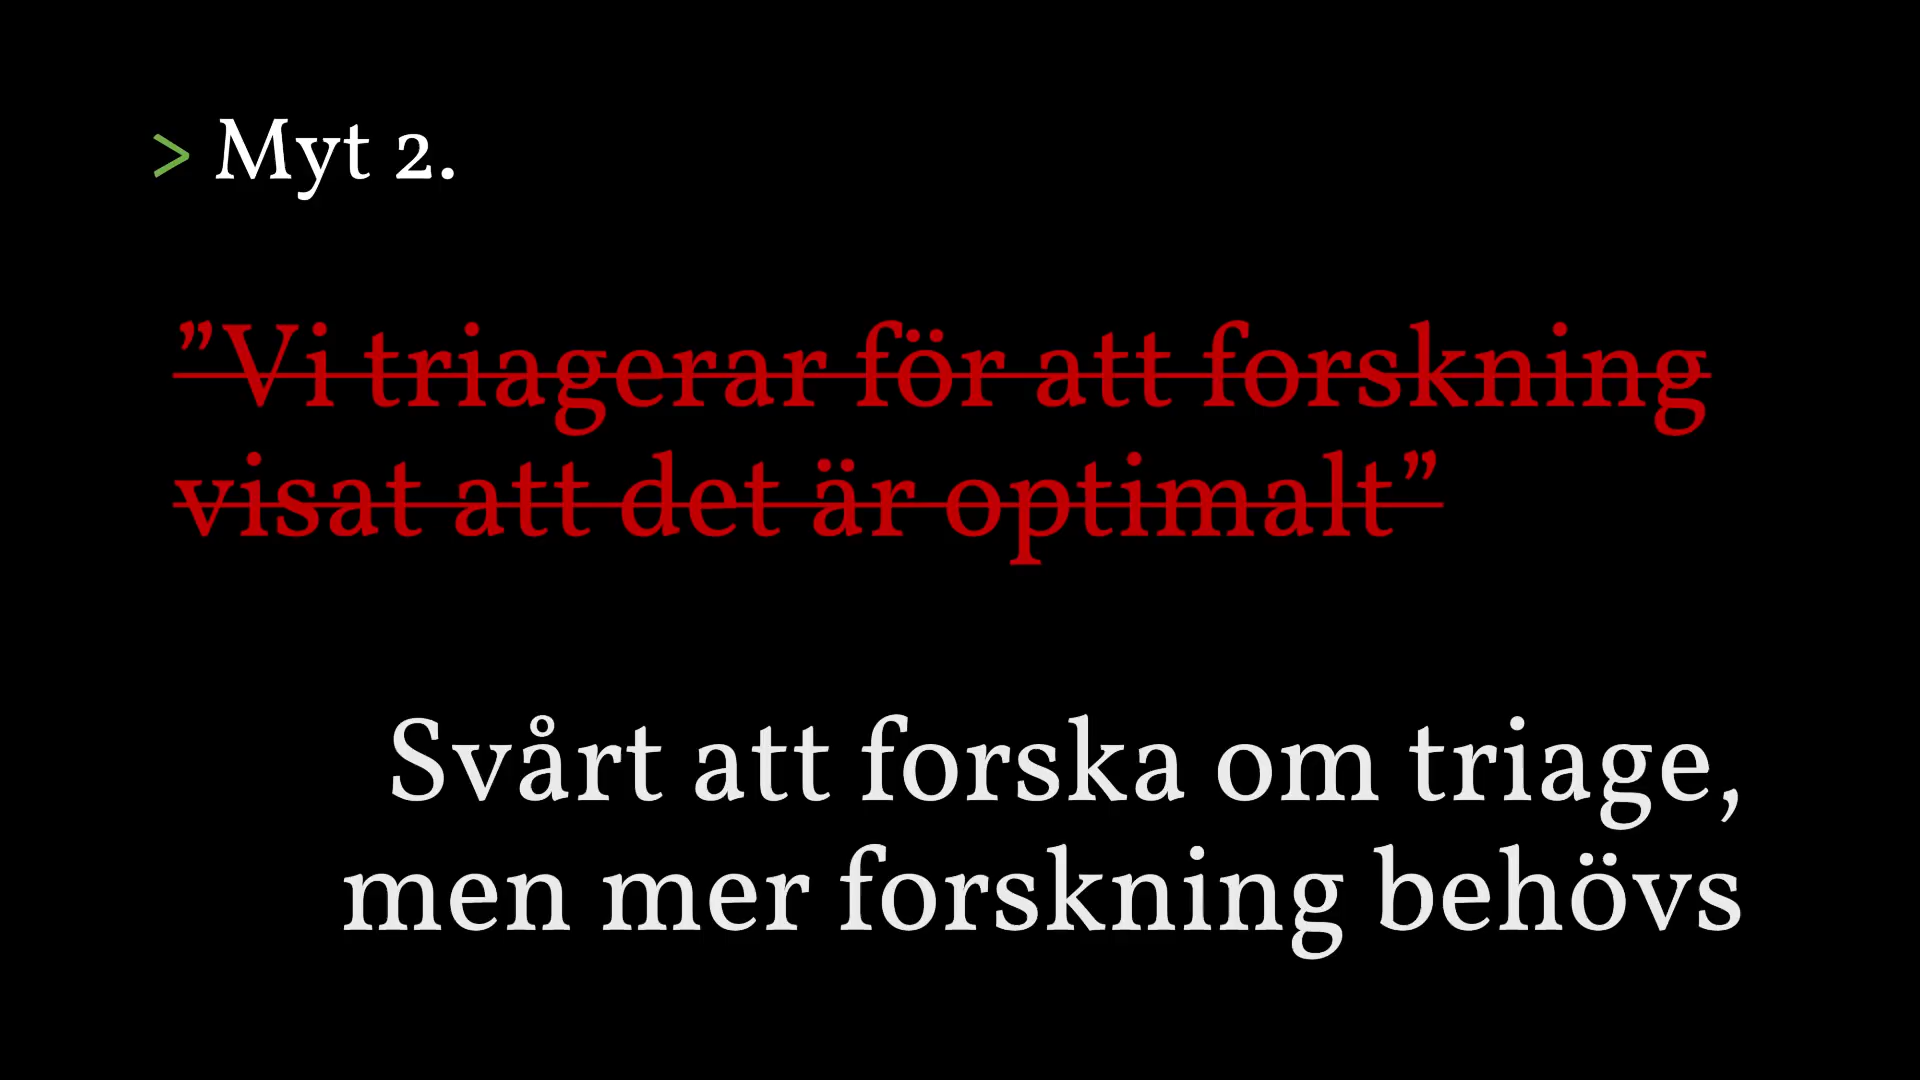 > Myt 2.
”Vi triagerar för att forskning
visat att det är optimalt”
Svårt att forska om triage,
men mer forskning behövs